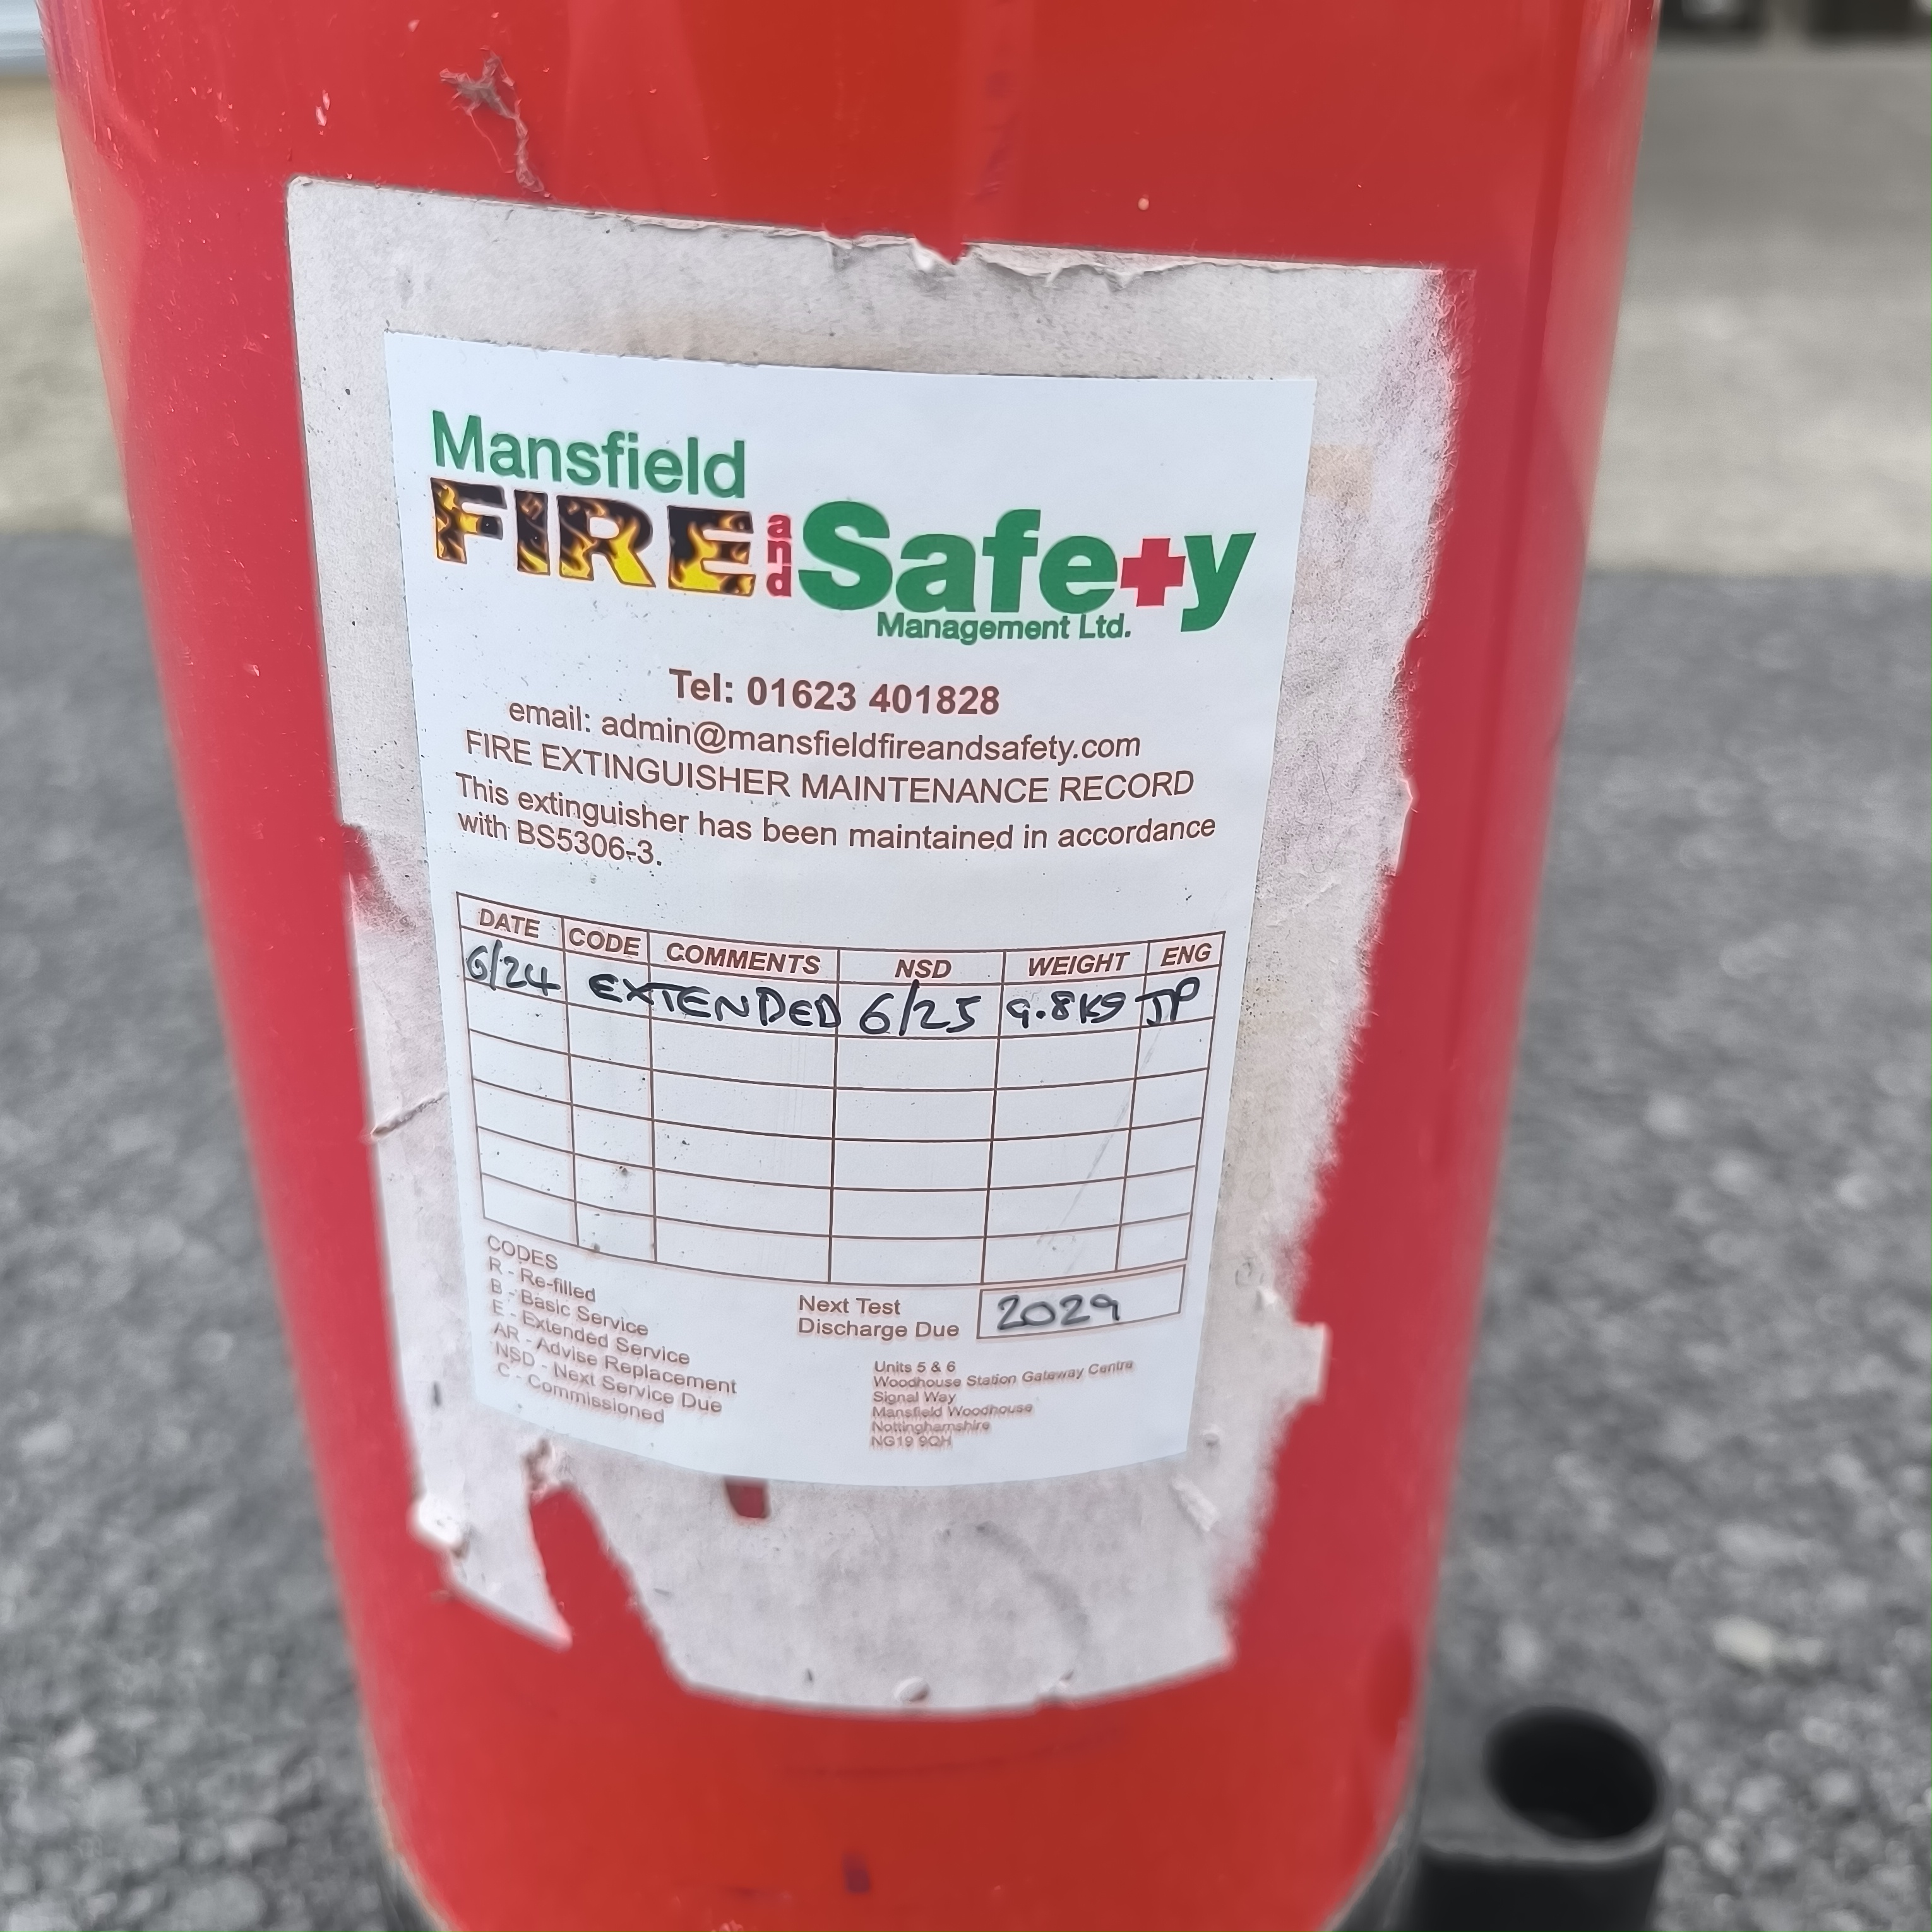 Mansfield
FIRE and Safety
Management Ltd.
Tel: 01623 401828
email: admin@mansfieldfireandsafety.com
FIRE EXTINGUISHER MAINTENANCE RECORD
This extinguisher has been maintained in accordance
with BS5306-3.
DATE CODE COMMENTS NSD WEIGHT ENG
6/24 EXTENDED 6/25 9.8KG JP
CODES
R - Re-filled
B - Basic Service
E - Extended Service
AR - Advise Replacement
NSD - Next Service Due
C - Commissioned
Next Test
Discharge Due 2029
Units 5 & 6
Woodhouse Station Gateway Centre
Signal Way
Mansfield Woodhouse
Nottinghamshire
NG19 9QH